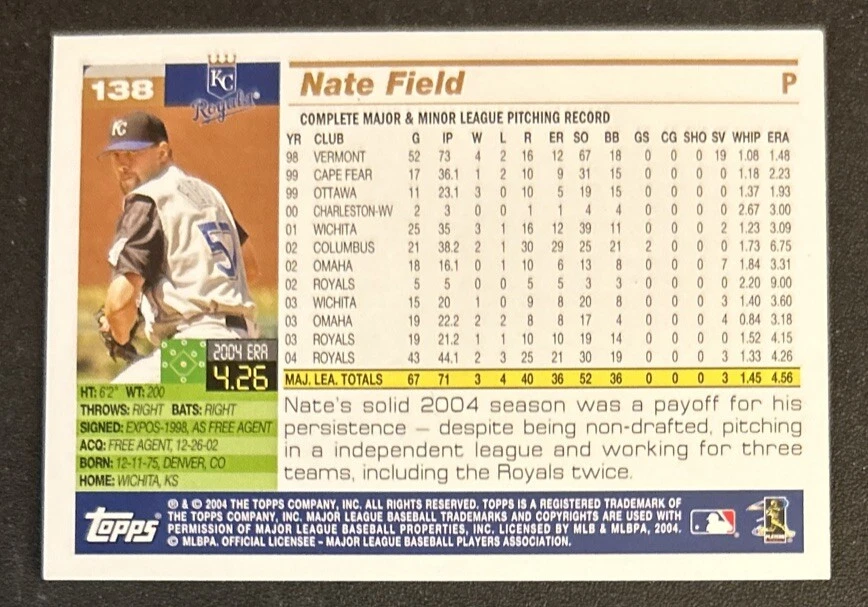 138
KC
Royals
Nate Field P
KC
57
COMPLETE MAJOR & MINOR LEAGUE PITCHING RECORD
YR CLUB G IP W L R ER SO BB GS CG SHO SV WHIP ERA
98 VERMONT 52 73 4 2 16 12 67 18 0 0 0 19 1.08 1.48
99 CAPE FEAR 17 36.1 1 2 10 9 31 15 0 0 0 0 1.18 2.23
99 OTTAWA 11 23.1 3 0 10 5 19 15 0 0 0 0 1.37 1.93
00 CHARLESTON-WV 2 3 0 0 1 1 4 4 0 0 0 0 2.67 3.00
01 WICHITA 25 35 3 1 16 12 39 11 0 0 0 2 1.23 3.09
02 COLUMBUS 21 38.2 2 1 30 29 25 21 2 0 0 0 1.73 6.75
02 OMAHA 18 16.1 0 1 10 6 13 8 0 0 0 7 1.84 3.31
02 ROYALS 5 5 0 0 5 5 3 3 0 0 0 0 2.20 9.00
03 WICHITA 15 20 1 0 9 8 20 8 0 0 0 3 1.40 3.60
03 OMAHA 19 22.2 2 2 8 8 17 4 0 0 0 4 0.84 3.18
03 ROYALS 19 21.2 1 1 10 10 19 14 0 0 0 0 1.52 4.15
04 ROYALS 43 44.1 2 3 25 21 30 19 0 0 0 3 1.33 4.26
MAJ. LEA. TOTALS 67 71 3 4 40 36 52 36 0 0 0 3 1.45 4.56
2004 ERA
4.26
HT: 6'2" WT: 200
THROWS: RIGHT BATS: RIGHT
SIGNED: EXPOS-1998, AS FREE AGENT
ACQ: FREE AGENT, 12-26-02
BORN: 12-11-75, DENVER, CO
HOME: WICHITA, KS
Nate's solid 2004 season was a payoff for his
persistence – despite being non-drafted, pitching
in a independent league and working for three
teams, including the Royals twice.
Topps
® & © 2004 THE TOPPS COMPANY, INC. ALL RIGHTS RESERVED. TOPPS IS A REGISTERED TRADEMARK OF
THE TOPPS COMPANY, INC. MAJOR LEAGUE BASEBALL TRADEMARKS AND COPYRIGHTS ARE USED WITH
PERMISSION OF MAJOR LEAGUE BASEBALL PROPERTIES, INC. LICENSED BY MLB & MLBPA, 2004.
© MLBPA. OFFICIAL LICENSEE – MAJOR LEAGUE BASEBALL PLAYERS ASSOCIATION.